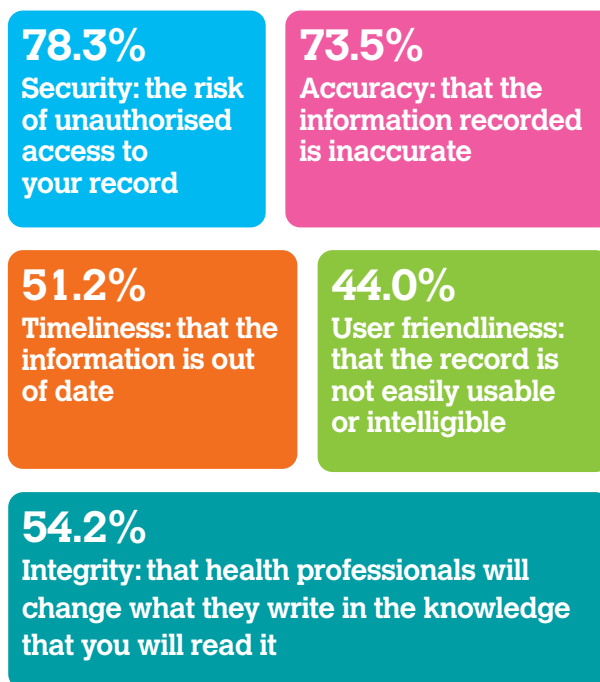 78.3%
Security: the risk
of unauthorised
access to
your record
73.5%
Accuracy: that the
information recorded
is inaccurate
51.2%
Timeliness: that the
information is out
of date
44.0%
User friendliness:
that the record is
not easily usable
or intelligible
54.2%
Integrity: that health professionals will
change what they write in the knowledge
that you will read it